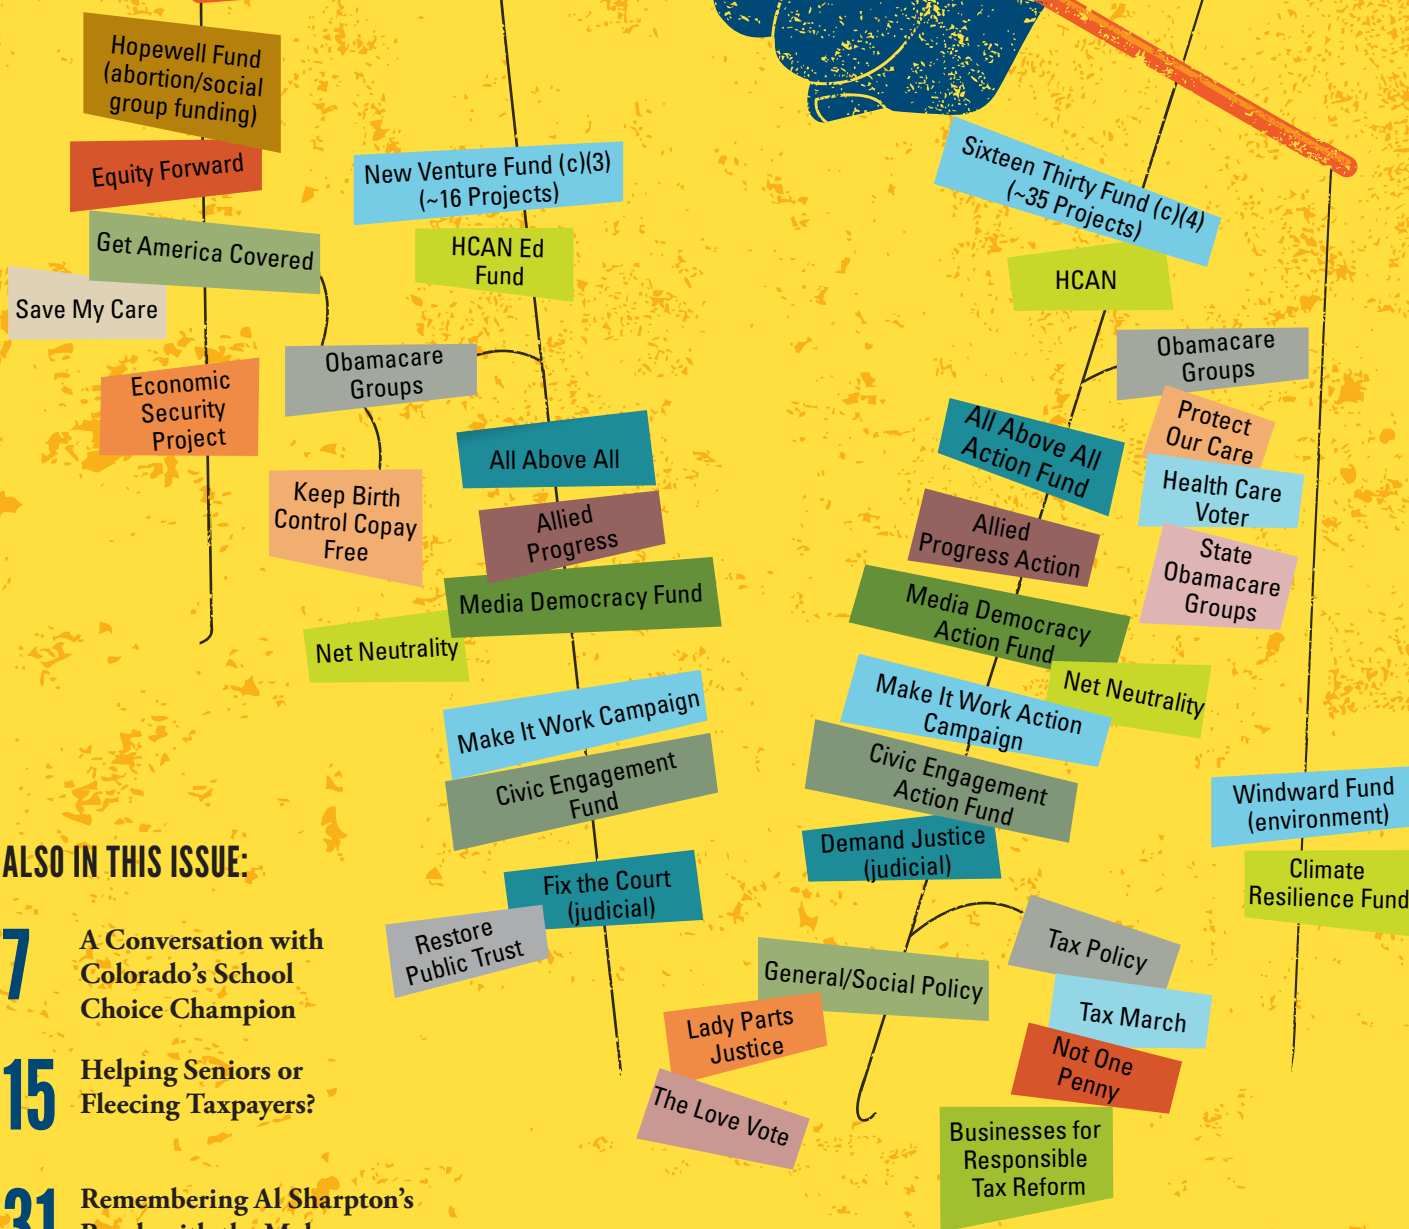 Hopewell Fund
(abortion/social
group funding)
Equity Forward
Get America Covered
Save My Care
Economic
Security
Project
New Venture Fund (c)(3)
(~16 Projects)
HCAN Ed
Fund
Obamacare
Groups
Keep Birth
Control Copay
Free
All Above All
Allied
Progress
Media Democracy Fund
Net Neutrality
Make It Work Campaign
Civic Engagement
Fund
Fix the Court
(judicial)
Restore
Public Trust
Sixteen Thirty Fund (c)(4)
(~35 Projects)
HCAN
Obamacare
Groups
Protect
Our Care
Health Care
Voter
State
Obamacare
Groups
All Above All
Action Fund
Allied
Progress Action
Media Democracy
Action Fund
Net Neutrality
Make It Work Action
Campaign
Civic Engagement
Action Fund
Demand Justice
(judicial)
General/Social Policy
Lady Parts
Justice
The Love Vote
Tax Policy
Tax March
Not One
Penny
Businesses for
Responsible
Tax Reform
Windward Fund
(environment)
Climate
Resilience Fund
ALSO IN THIS ISSUE:
7
A Conversation with
Colorado’s School
Choice Champion
15
Helping Seniors or
Fleecing Taxpayers?
31
Remembering Al Sharpton’s